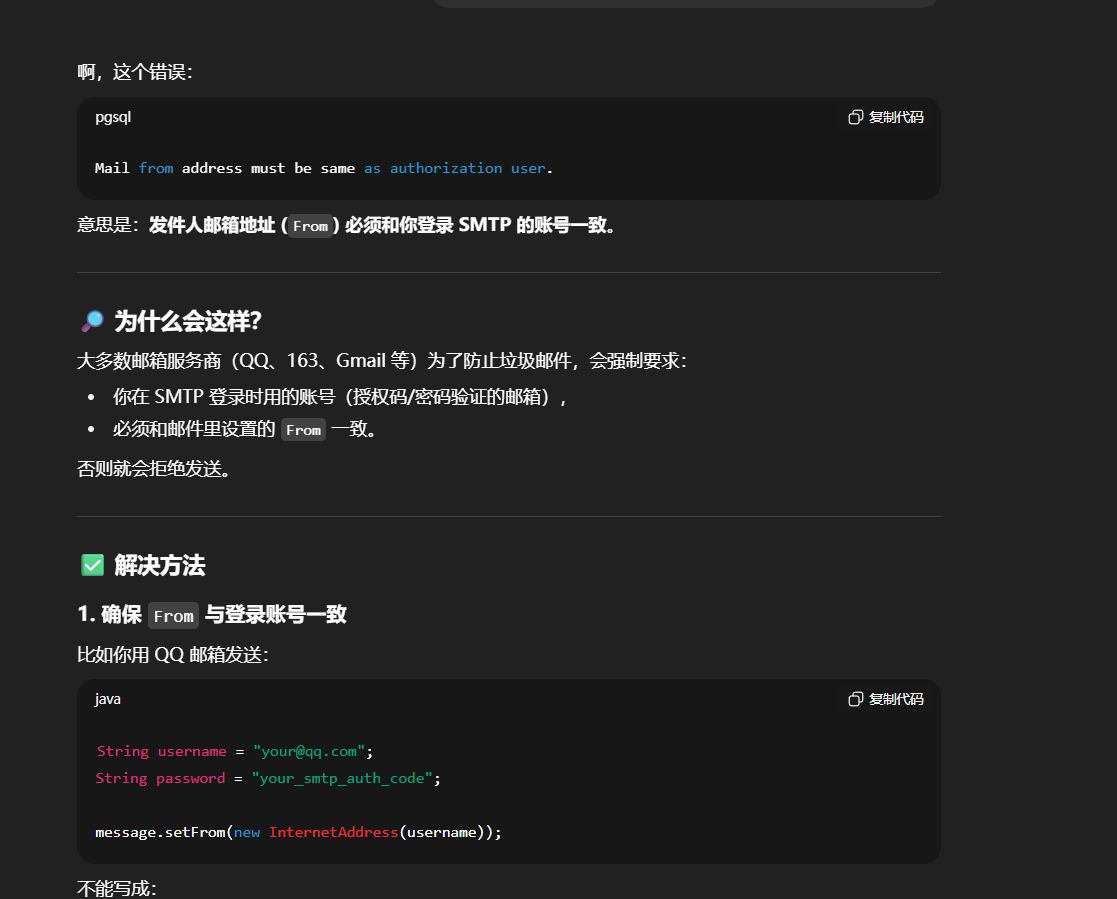 啊，这个错误：
pgsql
复制代码
Mail from address must be same as authorization user.
意思是：发件人邮箱地址 (From) 必须和你登录 SMTP 的账号一致。
为什么会这样？
大多数邮箱服务商（QQ、163、Gmail 等）为了防止垃圾邮件，会强制要求：
你在 SMTP 登录时用的账号（授权码/密码验证的邮箱），
必须和邮件里设置的 From 一致。
否则就会拒绝发送。
解决方法
1. 确保 From 与登录账号一致
比如你用 QQ 邮箱发送：
java
复制代码
String username = "your@qq.com";
String password = "your_smtp_auth_code";
message.setFrom(new InternetAddress(username));
不能写成：